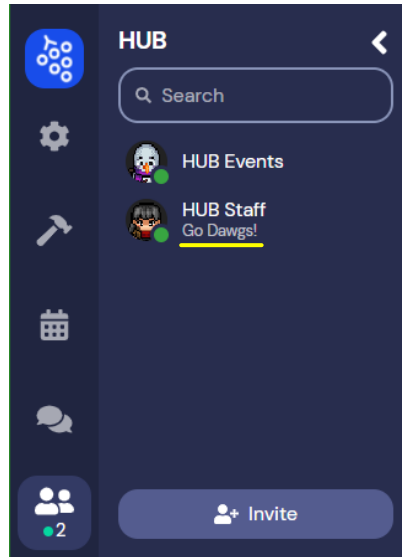 HUB
Search
HUB Events
HUB Staff
Go Dawgs!
2
Invite